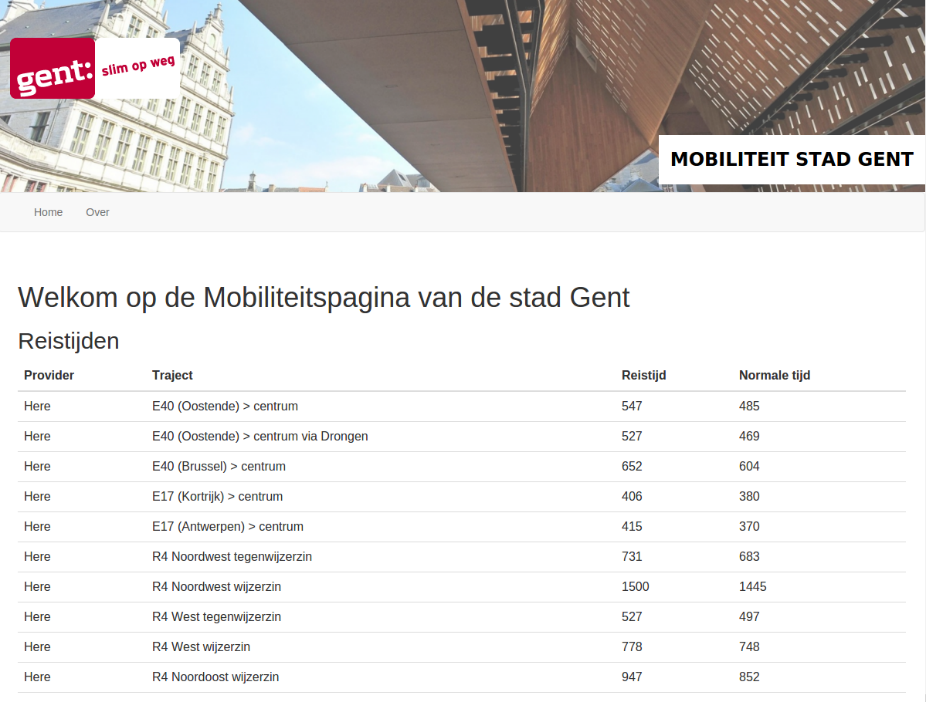 gent: slim op weg
MOBILITEIT STAD GENT
Home Over
Welkom op de Mobiliteitspagina van de stad Gent
Reistijden
Provider Traject Reistijd Normale tijd
Here E40 (Oostende) > centrum 547 485
Here E40 (Oostende) > centrum via Drongen 527 469
Here E40 (Brussel) > centrum 652 604
Here E17 (Kortrijk) > centrum 406 380
Here E17 (Antwerpen) > centrum 415 370
Here R4 Noordwest tegenwijzerzin 731 683
Here R4 Noordwest wijzerzin 1500 1445
Here R4 West tegenwijzerzin 527 497
Here R4 West wijzerzin 778 748
Here R4 Noordoost wijzerzin 947 852